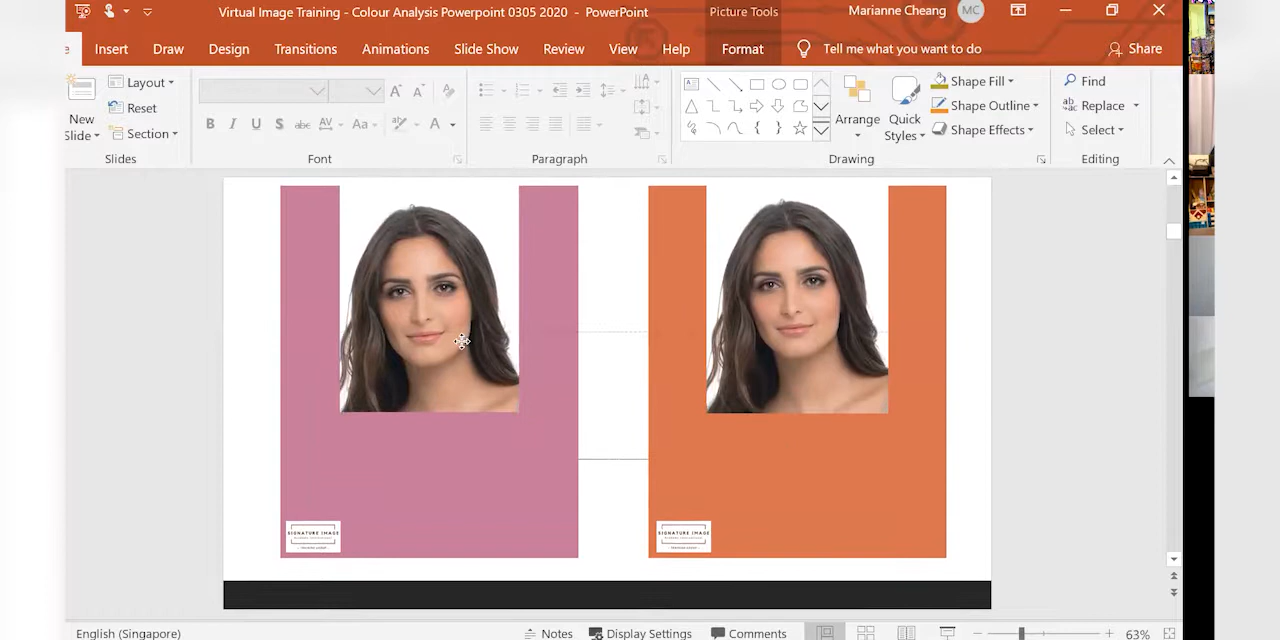 Virtual Image Training - Colour Analysis Powerpoint 0305 2020 - PowerPoint
Picture Tools
Marianne Cheang
MC
Insert
Draw
Design
Transitions
Animations
Slide Show
Review
View
Help
Format
Tell me what you want to do
Share
New
Slide
Layout
Reset
Section
Slides
B I U S abc AV Aa A
Font
Paragraph
Arrange
Quick
Styles
Shape Fill
Shape Outline
Shape Effects
Drawing
Find
Replace
Select
Editing
SIGNATURE IMAGE
SIGNATURE IMAGE
English (Singapore)
Notes
Display Settings
Comments
63%